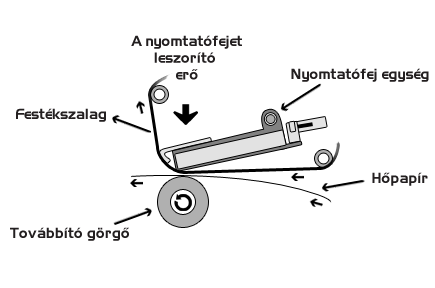 A nyomtatófejet
leszorító
erő
Nyomtatófej egység
Festékszalag
Hőpapír
Továbbító görgő